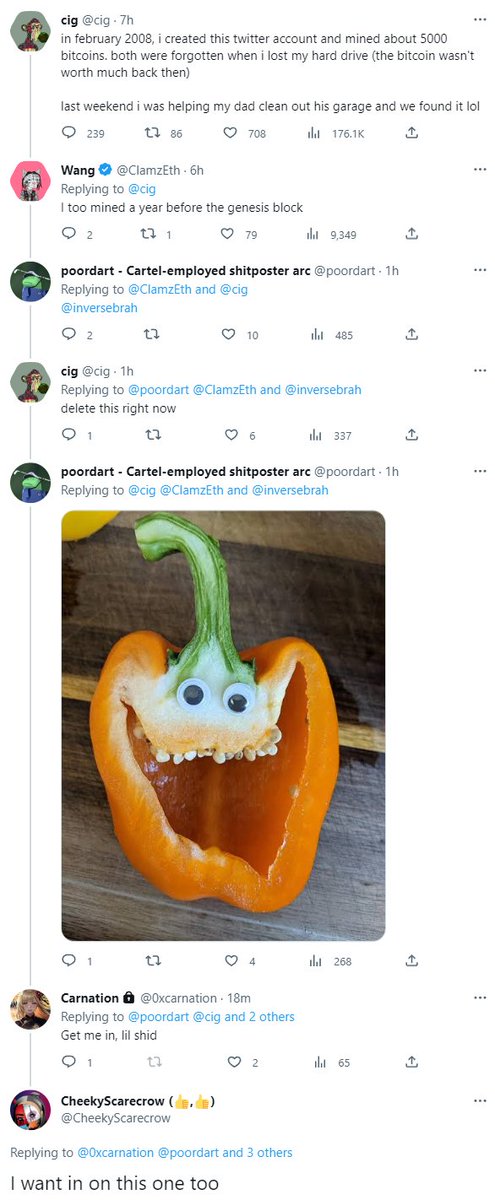 cig @cig · 7h
in february 2008, i created this twitter account and mined about 5000
bitcoins. both were forgotten when i lost my hard drive (the bitcoin wasn't
worth much back then)
last weekend i was helping my dad clean out his garage and we found it lol
239 86 708 176.1K
Wang @ClamzEth · 6h
Replying to @cig
I too mined a year before the genesis block
2 1 79 9,349
poordart - Cartel-employed shitposter arc @poordart · 1h
Replying to @ClamzEth and @cig
@inversebrah
2 10 485
cig @cig · 1h
Replying to @poordart @ClamzEth and @inversebrah
delete this right now
1 6 337
poordart - Cartel-employed shitposter arc @poordart · 1h
Replying to @cig @ClamzEth and @inversebrah
1 4 268
Carnation @0xcarnation · 18m
Replying to @poordart @cig and 2 others
Get me in, lil shid
1 2 65
CheekyScarecrow (👍,👍)
@CheekyScarecrow
Replying to @0xcarnation @poordart and 3 others
I want in on this one too